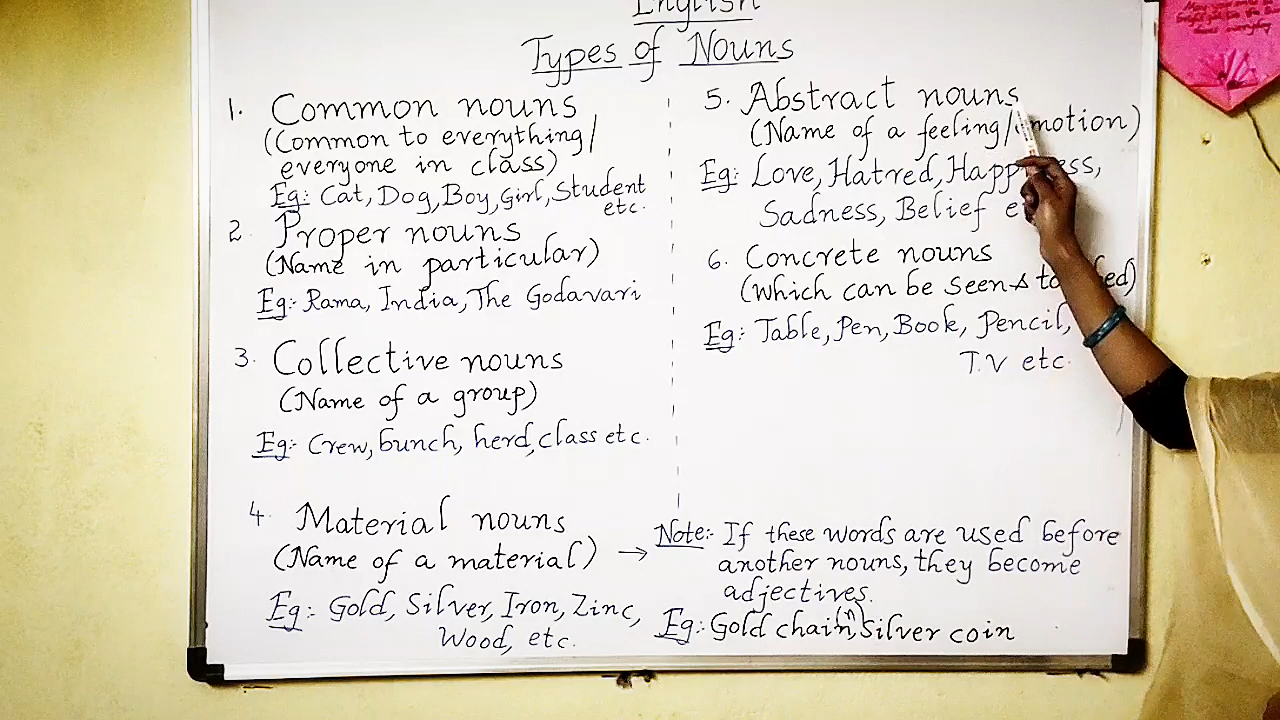 English
Types of Nouns
1. Common nouns
(Common to everything/
everyone in class)
Eg:- Cat, Dog, Boy, Girl, Student
etc.
2. Proper nouns
(Name in particular)
Eg:- Rama, India, The Godavari
3. Collective nouns
(Name of a group)
Eg:- Crew, bunch, herd, class etc.
4. Material nouns
(Name of a material) →
Eg:- Gold, Silver, Iron, Zinc,
Wood, etc.
Note:- If these words are used before
another nouns, they become
adjectives.
Eg:- Gold chain(n), Silver coin
5. Abstract nouns
(Name of a feeling/emotion)
Eg:- Love, Hatred, Happiness,
Sadness, Belief
6. Concrete nouns
(which can be seen &
Eg:- Table, Pen, Book, Pencil,
T.V etc.